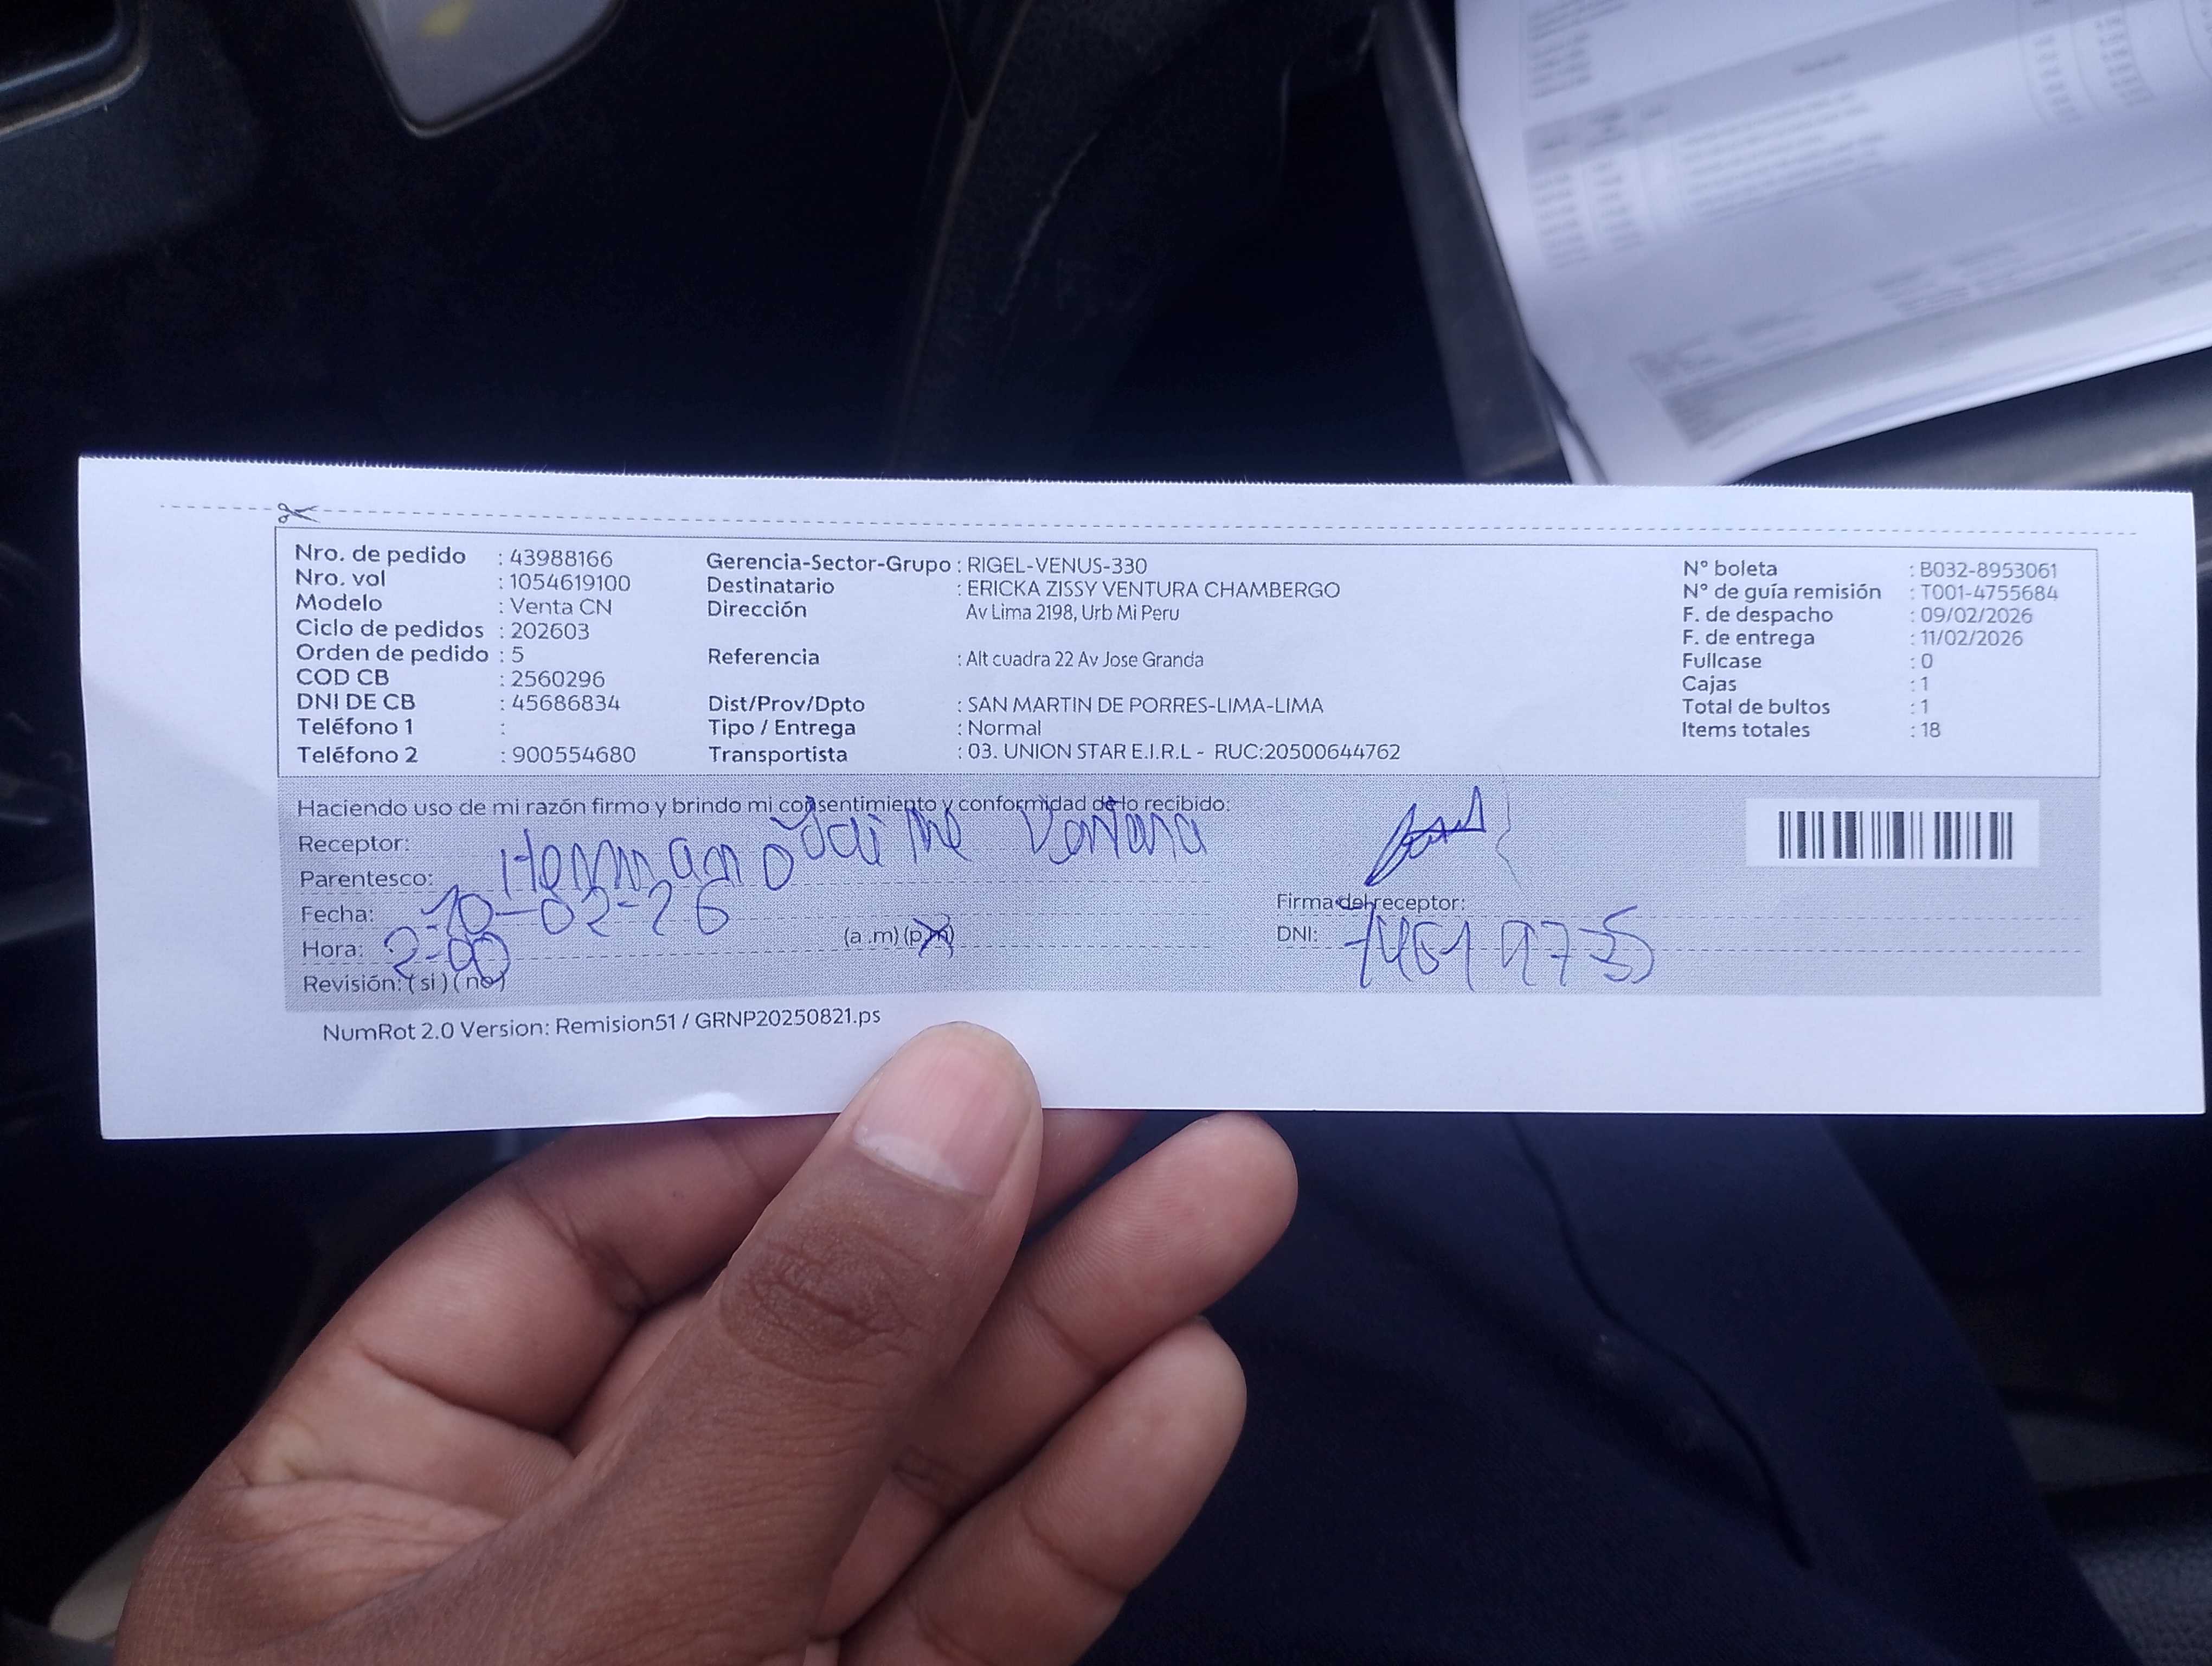 Nro. de pedido : 43988166
Nro. vol : 1054619100
Modelo : Venta CN
Ciclo de pedidos : 202603
Orden de pedido : 5
COD CB : 2560296
DNI DE CB : 45686834
Teléfono 1 :
Teléfono 2 : 900554680
Gerencia-Sector-Grupo : RIGEL-VENUS-330
Destinatario : ERICKA ZISSY VENTURA CHAMBERGO
Dirección Av Lima 2198, Urb Mi Peru
Referencia : Alt cuadra 22 Av Jose Granda
Dist/Prov/Dpto : SAN MARTIN DE PORRES-LIMA-LIMA
Tipo / Entrega : Normal
Transportista : 03. UNION STAR E.I.R.L - RUC:20500644762
N° boleta : B032-8953061
N° de guía remisión : T001-4755684
F. de despacho : 09/02/2026
F. de entrega : 11/02/2026
Fullcase : 0
Cajas : 1
Total de bultos : 1
Items totales : 18
Haciendo uso de mi razón firmo y brindo mi consentimiento y conformidad de lo recibido:
Receptor: Jaime
Parentesco: Hermano
Fecha: 10-02-26
Hora: 2-00 (a .m) (p.m)
Revisión: (si) (no)
Firma del receptor:
DNI:
NumRot 2.0 Version: Remision51 / GRNP20250821.ps